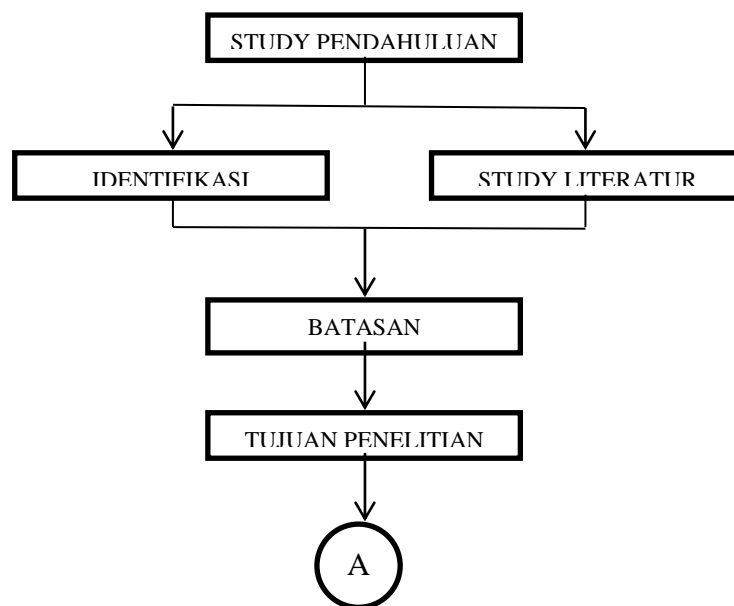 STUDY PENDAHULUAN
IDENTIFIKASI
STUDY LITERATUR
BATASAN
TUJUAN PENELITIAN
A